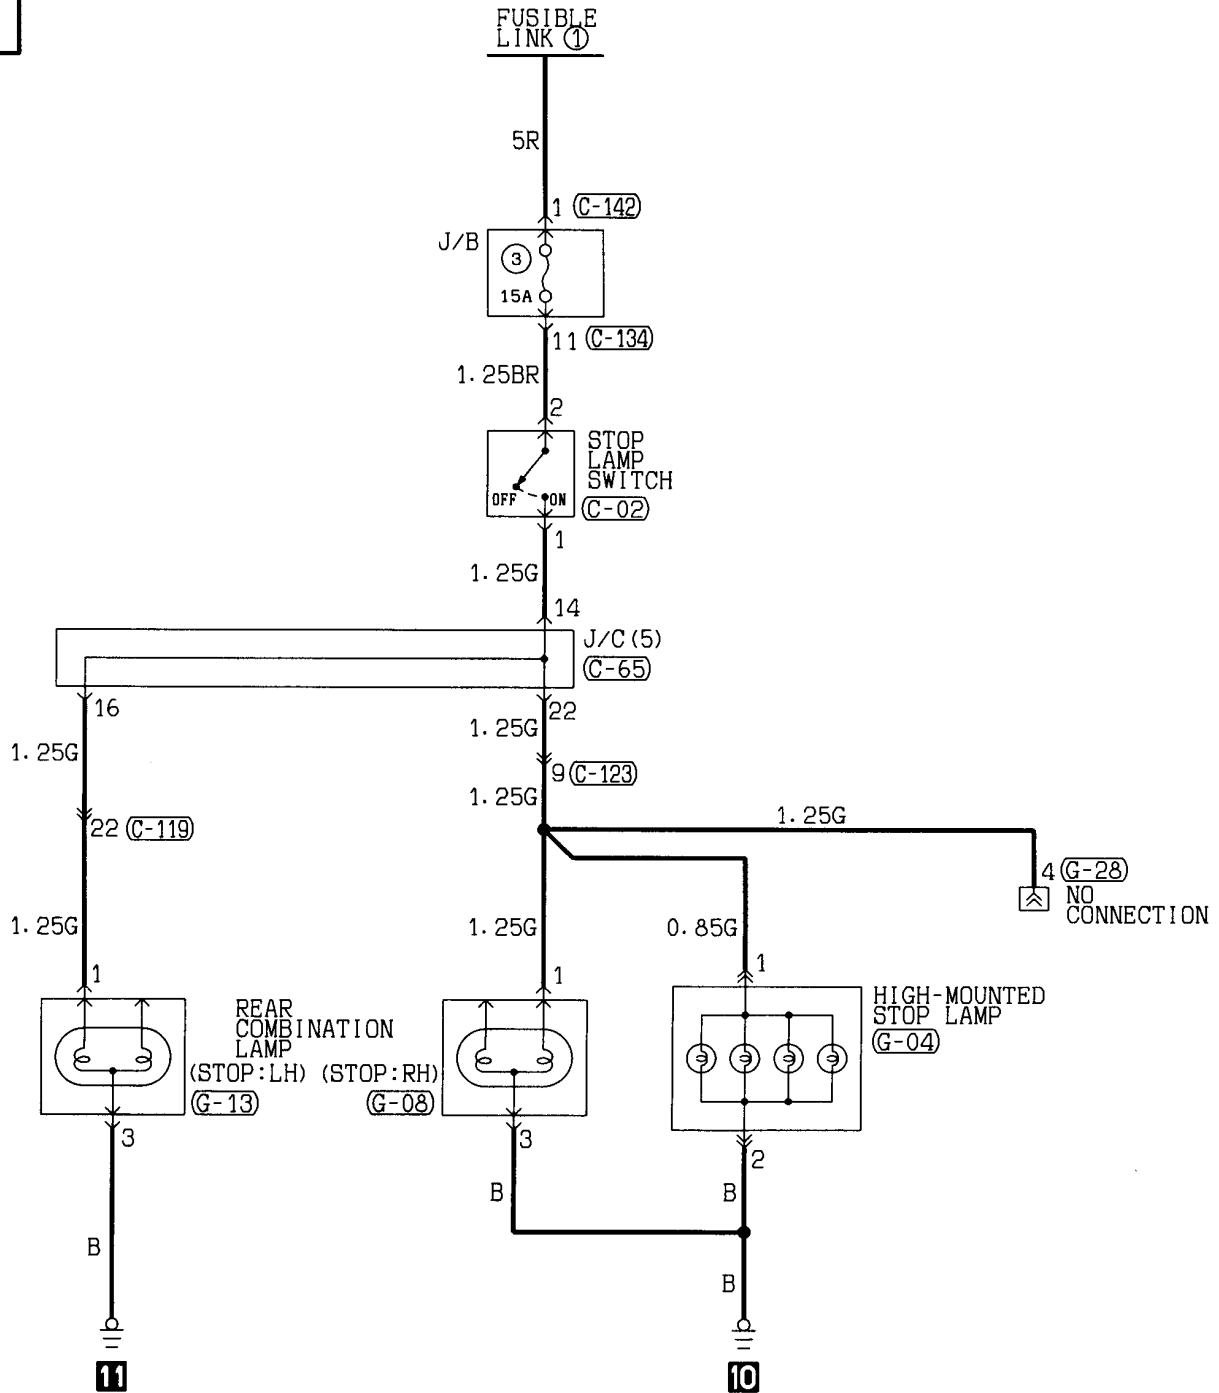 FUSIBLE
LINK ①
5R
1 C-142
J/B
3
15A
11 C-134
1.25BR
2
STOP
LAMP
SWITCH
OFF ON
C-02
1
1.25G
14
J/C(5)
C-65
16
22
1.25G
1.25G
9 C-123
1.25G
1.25G
22 C-119
4 G-28
NO
CONNECTION
1.25G
1.25G
0.85G
1
1
1
REAR
COMBINATION
LAMP
(STOP:LH) (STOP:RH)
G-13
G-08
HIGH-MOUNTED
STOP LAMP
G-04
3
3
2
B
B
B
B
11
10